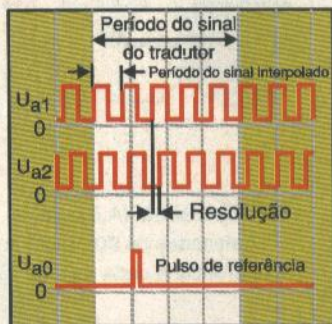 Período do sinal
do tradutor
Período do sinal interpolado
Ua1
0
Ua2
0
Resolução
Ua0
Pulso de referência
0